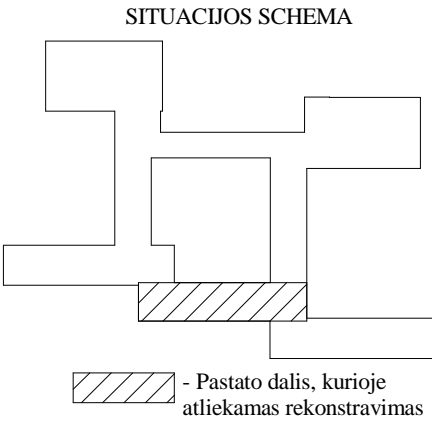 SITUACIJOS SCHEMA
- Pastato dalis, kurioje
atliekamas rekonstravimas